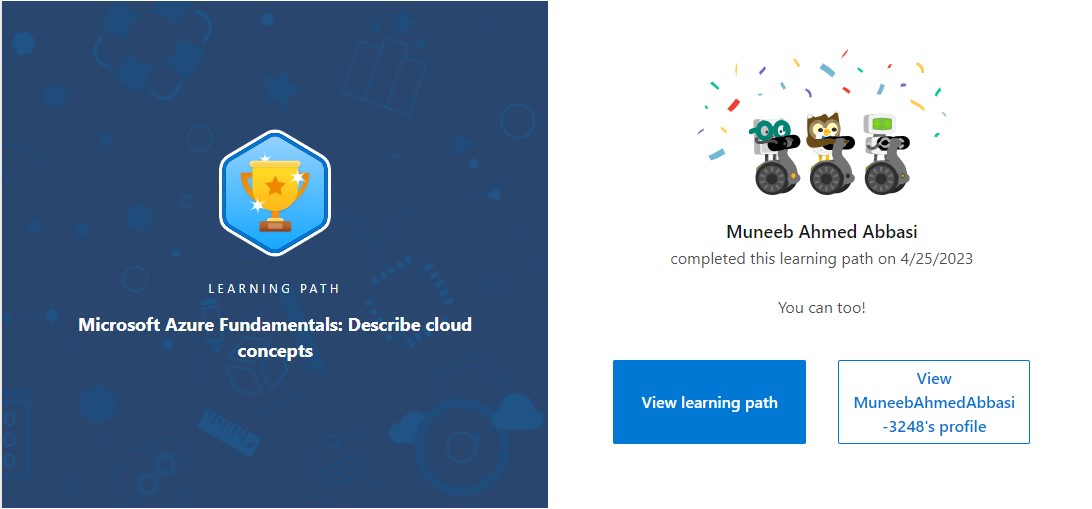 LEARNING PATH
Microsoft Azure Fundamentals: Describe cloud
concepts
Muneeb Ahmed Abbasi
completed this learning path on 4/25/2023
You can too!
View learning path
View
MuneebAhmedAbbasi
-3248's profile